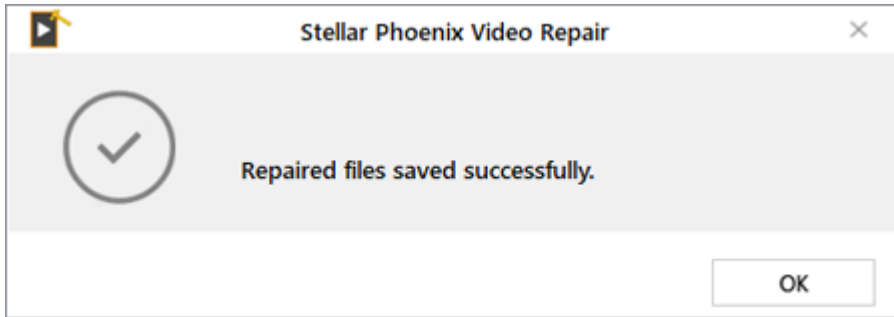 Stellar Phoenix Video Repair
Repaired files saved successfully.
OK